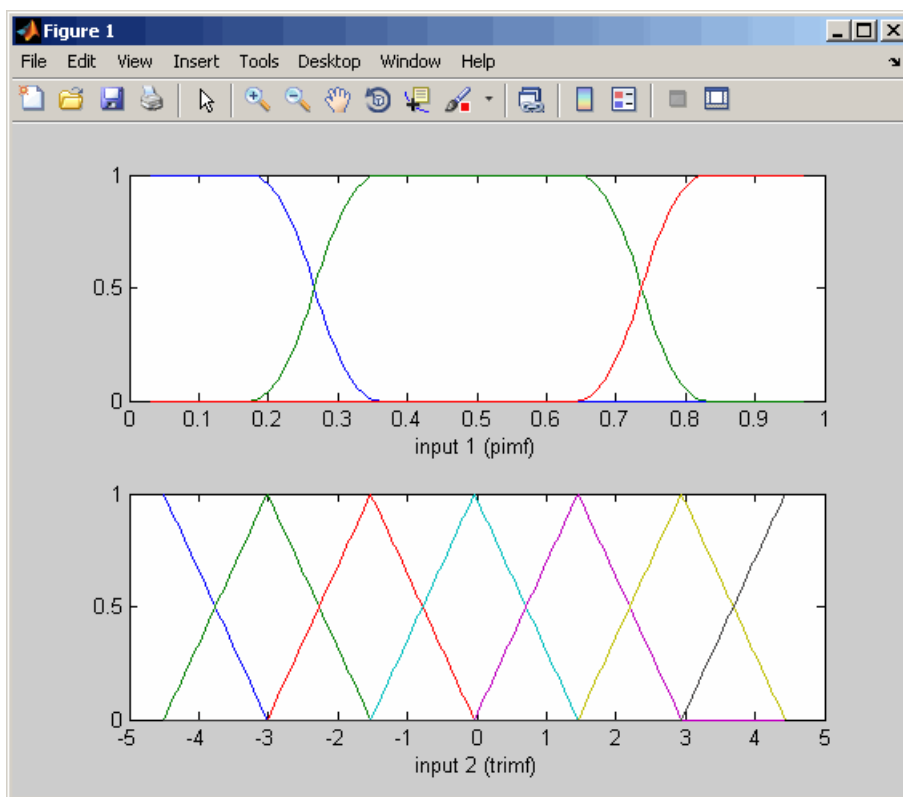 Figure 1
File Edit View Insert Tools Desktop Window Help
1
0.5
0
0 0.1 0.2 0.3 0.4 0.5 0.6 0.7 0.8 0.9 1
input 1 (pimf)
1
0.5
0
-5 -4 -3 -2 -1 0 1 2 3 4 5
input 2 (trimf)